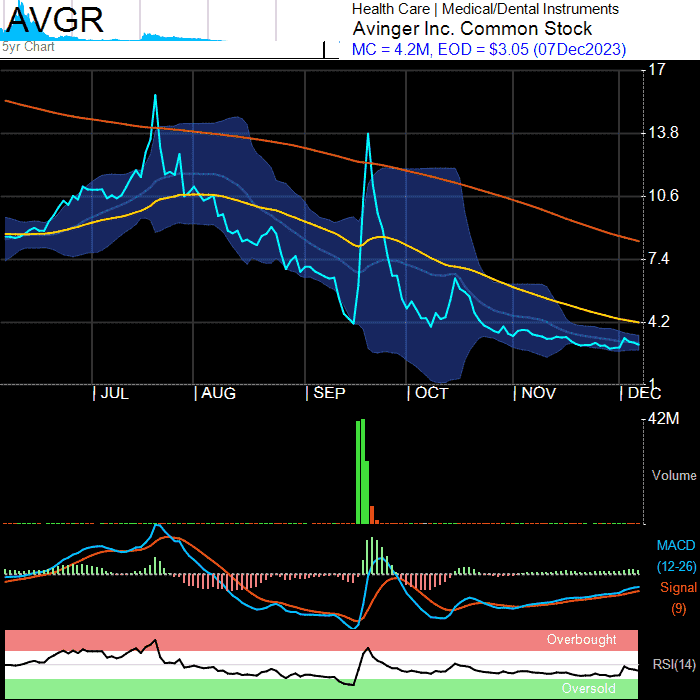 AVGR
5yr Chart
Health Care | Medical/Dental Instruments
Avinger Inc. Common Stock
MC = 4.2M, EOD = $3.05 (07Dec2023)
17
13.8
10.6
7.4
4.2
1
JUL AUG SEP OCT NOV DEC
42M
Volume
MACD
(12-26)
Signal
(9)
Overbought
RSI(14)
Oversold